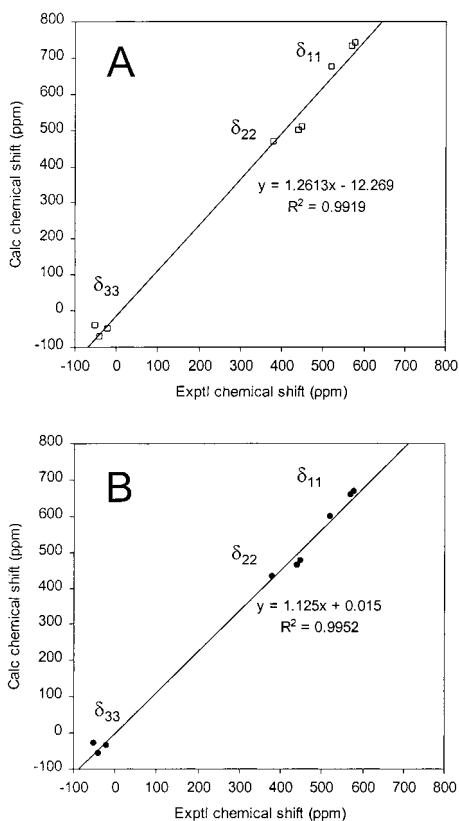 800
A
δ11
700
600
δ22
500
400
y = 1.2613x - 12.269
R2 = 0.9919
300
200
100
δ33
0
-100
-100 0 100 200 300 400 500 600 700 800
Calc chemical shift (ppm)
Exptl chemical shift (ppm)
800
B
δ11
700
600
δ22
500
400
y = 1.125x + 0.015
R2 = 0.9952
300
200
100
δ33
0
-100
-100 0 100 200 300 400 500 600 700 800
Calc chemical shift (ppm)
Exptl chemical shift (ppm)